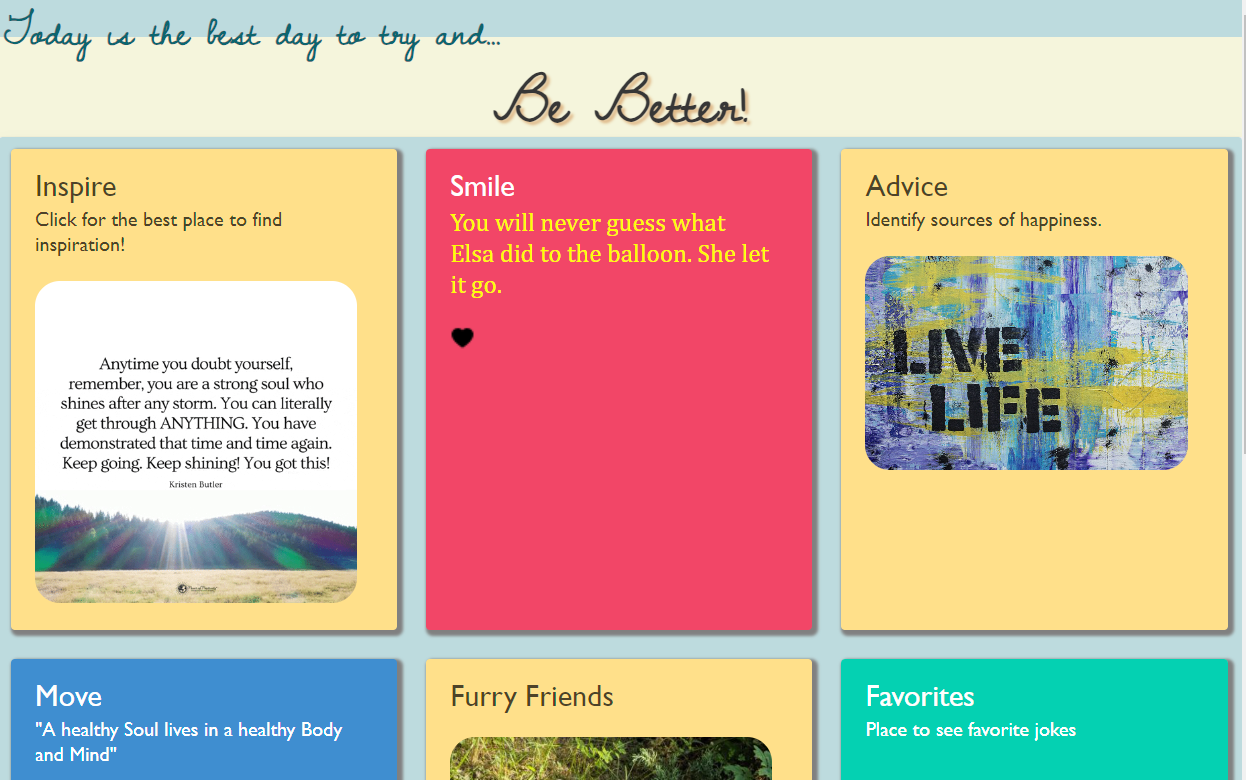 Today is the best day to try and...
Be Better!
Inspire
Click for the best place to find
inspiration!
Anytime you doubt yourself,
remember, you are a strong soul who
shines after any storm. You can literally
get through ANYTHING. You have
demonstrated that time and time again.
Keep going. Keep shining! You got this!
Kristen Butler
Smile
You will never guess what
Elsa did to the balloon. She let
it go.
Advice
Identify sources of happiness.
LIVE
LIFE
Move
"A healthy Soul lives in a healthy Body
and Mind"
Furry Friends
Favorites
Place to see favorite jokes